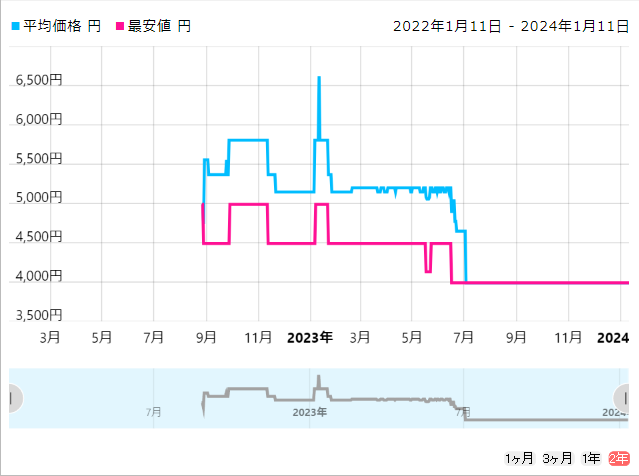 平均価格 円 最安値 円 2022年1月11日 - 2024年1月11日
6,500円
6,000円
5,500円
5,000円
4,500円
4,000円
3,500円
3月 5月 7月 9月 11月 2023年 3月 5月 7月 9月 11月 2024
7月 2023年 7月 2024
1ヶ月 3ヶ月 1年 2年